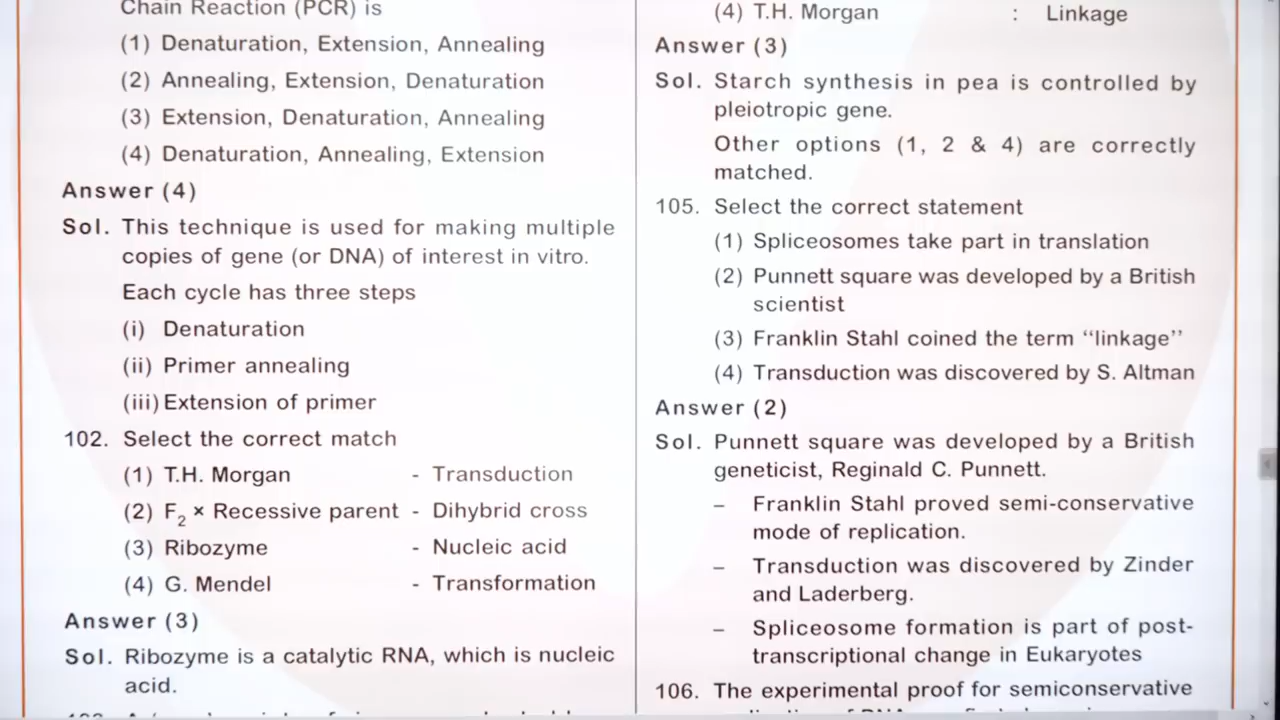 Chain Reaction (PCR) is
(1) Denaturation, Extension, Annealing
(2) Annealing, Extension, Denaturation
(3) Extension, Denaturation, Annealing
(4) Denaturation, Annealing, Extension
Answer (4)
Sol. This technique is used for making multiple
copies of gene (or DNA) of interest in vitro.
Each cycle has three steps
(i) Denaturation
(ii) Primer annealing
(iii) Extension of primer
102. Select the correct match
(1) T.H. Morgan - Transduction
(2) F₂ × Recessive parent - Dihybrid cross
(3) Ribozyme - Nucleic acid
(4) G. Mendel - Transformation
Answer (3)
Sol. Ribozyme is a catalytic RNA, which is nucleic
acid.
(4) T.H. Morgan : Linkage
Answer (3)
Sol. Starch synthesis in pea is controlled by
pleiotropic gene.
Other options (1, 2 & 4) are correctly
matched.
105. Select the correct statement
(1) Spliceosomes take part in translation
(2) Punnett square was developed by a British
scientist
(3) Franklin Stahl coined the term “linkage”
(4) Transduction was discovered by S. Altman
Answer (2)
Sol. Punnett square was developed by a British
geneticist, Reginald C. Punnett.
– Franklin Stahl proved semi-conservative
mode of replication.
– Transduction was discovered by Zinder
and Laderberg.
– Spliceosome formation is part of post-
transcriptional change in Eukaryotes
106. The experimental proof for semiconservative